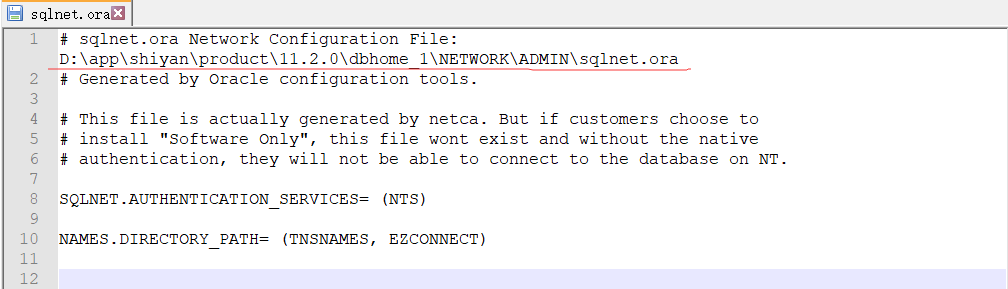 sqlnet.ora
1 # sqlnet.ora Network Configuration File:
D:\app\shiyan\product\11.2.0\dbhome_1\NETWORK\ADMIN\sqlnet.ora
2 # Generated by Oracle configuration tools.
3
4 # This file is actually generated by netca. But if customers choose to
5 # install "Software Only", this file wont exist and without the native
6 # authentication, they will not be able to connect to the database on NT.
7
8 SQLNET.AUTHENTICATION_SERVICES= (NTS)
9
10 NAMES.DIRECTORY_PATH= (TNSNAMES, EZCONNECT)
11
12